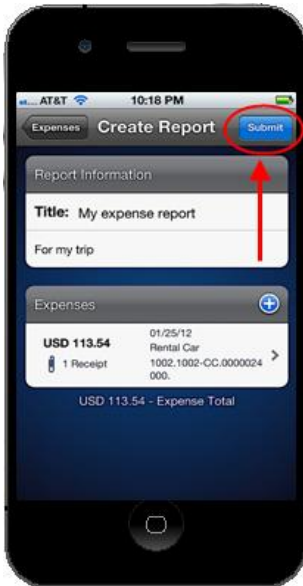 AT&T 10:18 PM
Expenses Create Report Submit
Report Information
Title: My expense report
For my trip
Expenses
USD 113.54
1 Receipt
01/25/12
Rental Car
1002.1002-CC.0000024
000.
USD 113.54 - Expense Total